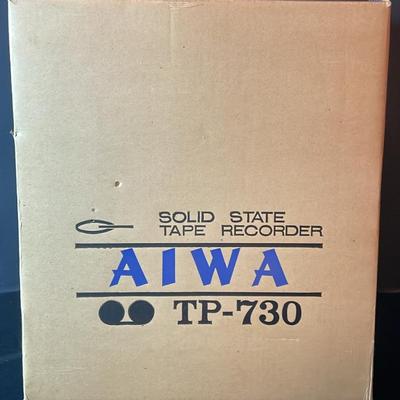 SOLID STATE
TAPE RECORDER
AIWA
TP-730